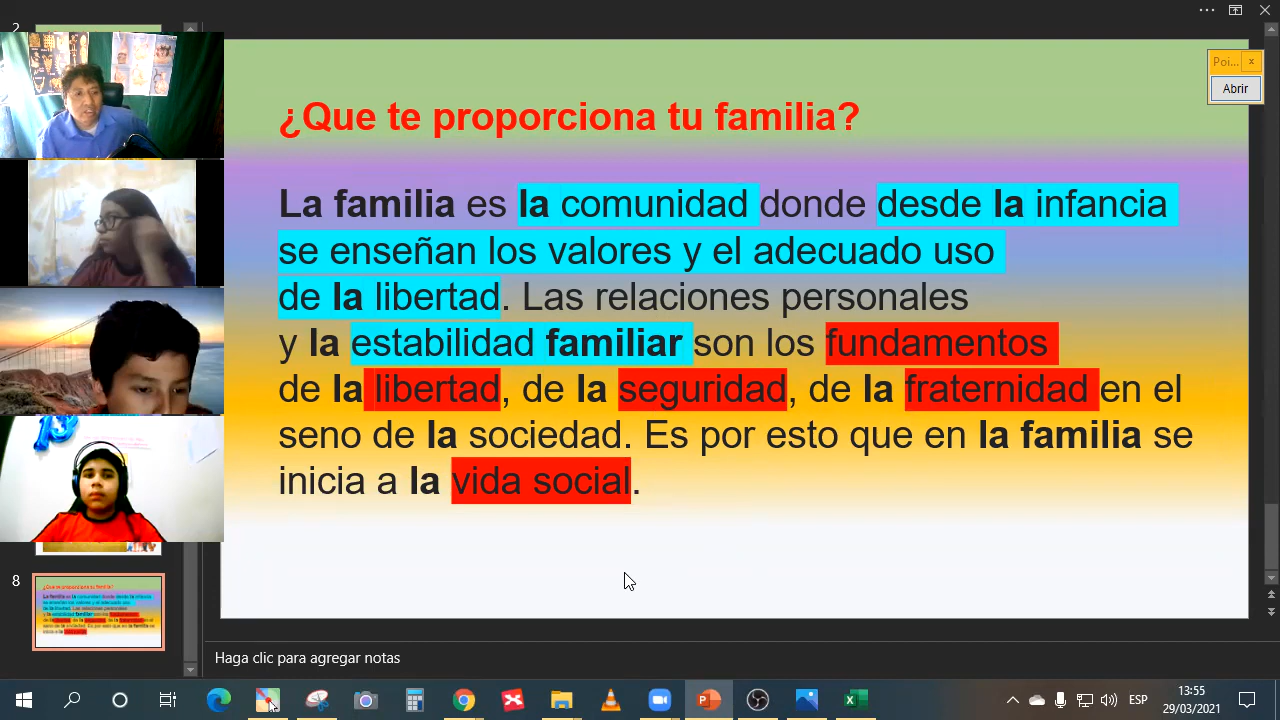 2
Poi... x
Abrir
¿Que te proporciona tu familia?
La familia es la comunidad donde desde la infancia
se enseñan los valores y el adecuado uso
de la libertad. Las relaciones personales
y la estabilidad familiar son los fundamentos
de la libertad, de la seguridad, de la fraternidad en el
seno de la sociedad. Es por esto que en la familia se
inicia a la vida social.
8
Haga clic para agregar notas
ESP
13:55
29/03/2021